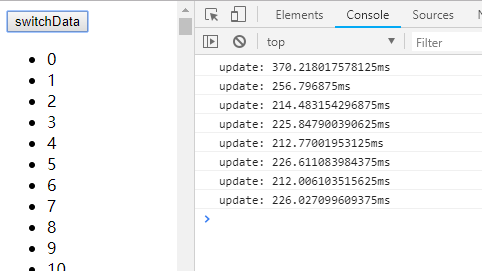 switchData
0
1
2
3
4
5
6
7
8
9
10
Elements Console Sources
top Filter
update: 370.218017578125ms
update: 256.796875ms
update: 214.483154296875ms
update: 225.847900390625ms
update: 212.77001953125ms
update: 226.611083984375ms
update: 212.006103515625ms
update: 226.027099609375ms